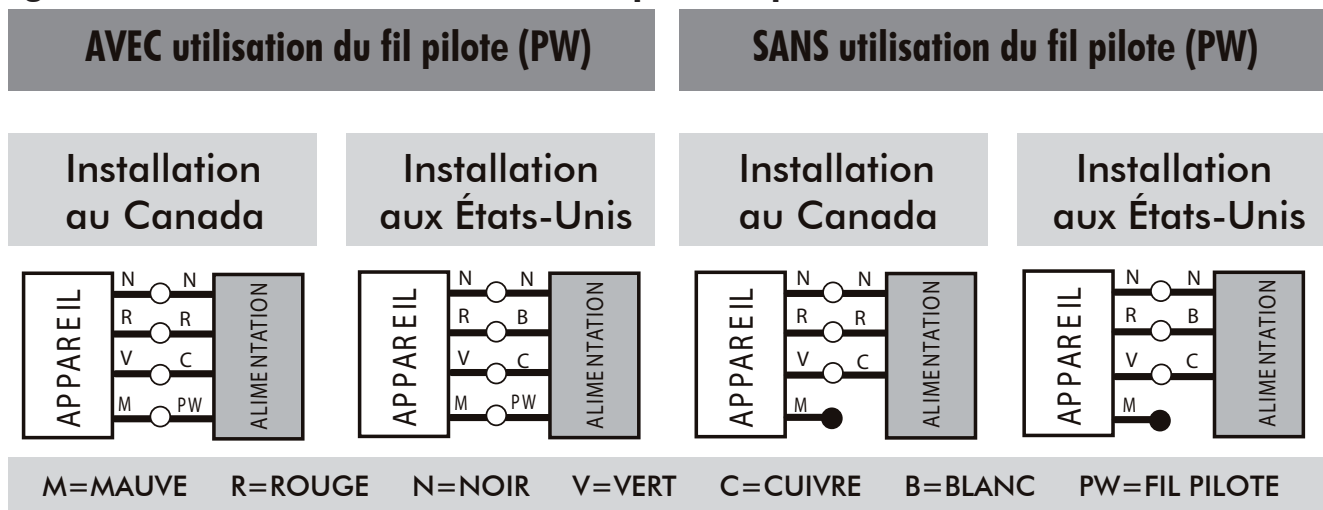 AVEC utilisation du fil pilote (PW)
SANS utilisation du fil pilote (PW)
Installation
au Canada
Installation
aux États-Unis
Installation
au Canada
Installation
aux États-Unis
APPAREIL
N N
R R
V C
M PW
ALIMENTATION
APPAREIL
N N
R B
V C
M PW
ALIMENTATION
APPAREIL
N N
R R
V C
M
ALIMENTATION
APPAREIL
N N
R B
V C
M
ALIMENTATION
M=MAUVE R=ROUGE N=NOIR V=VERT C=CUIVRE B=BLANC PW=FIL PILOTE